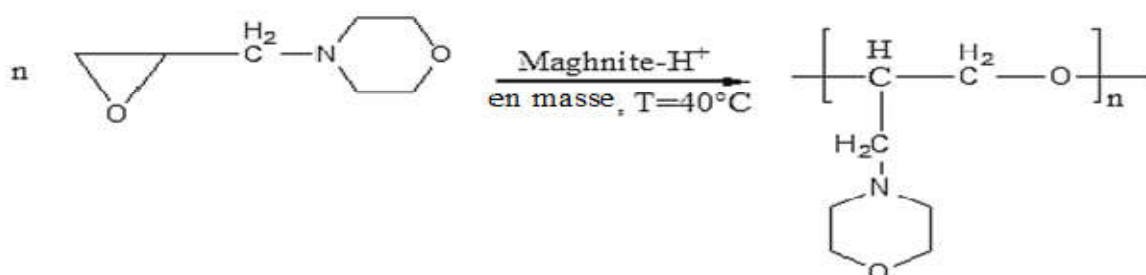 n
H₂
C
N
O
O
Maghnite-H⁺
en masse, T=40°C
H
C
H₂
C
O
n
H₂C
N
O